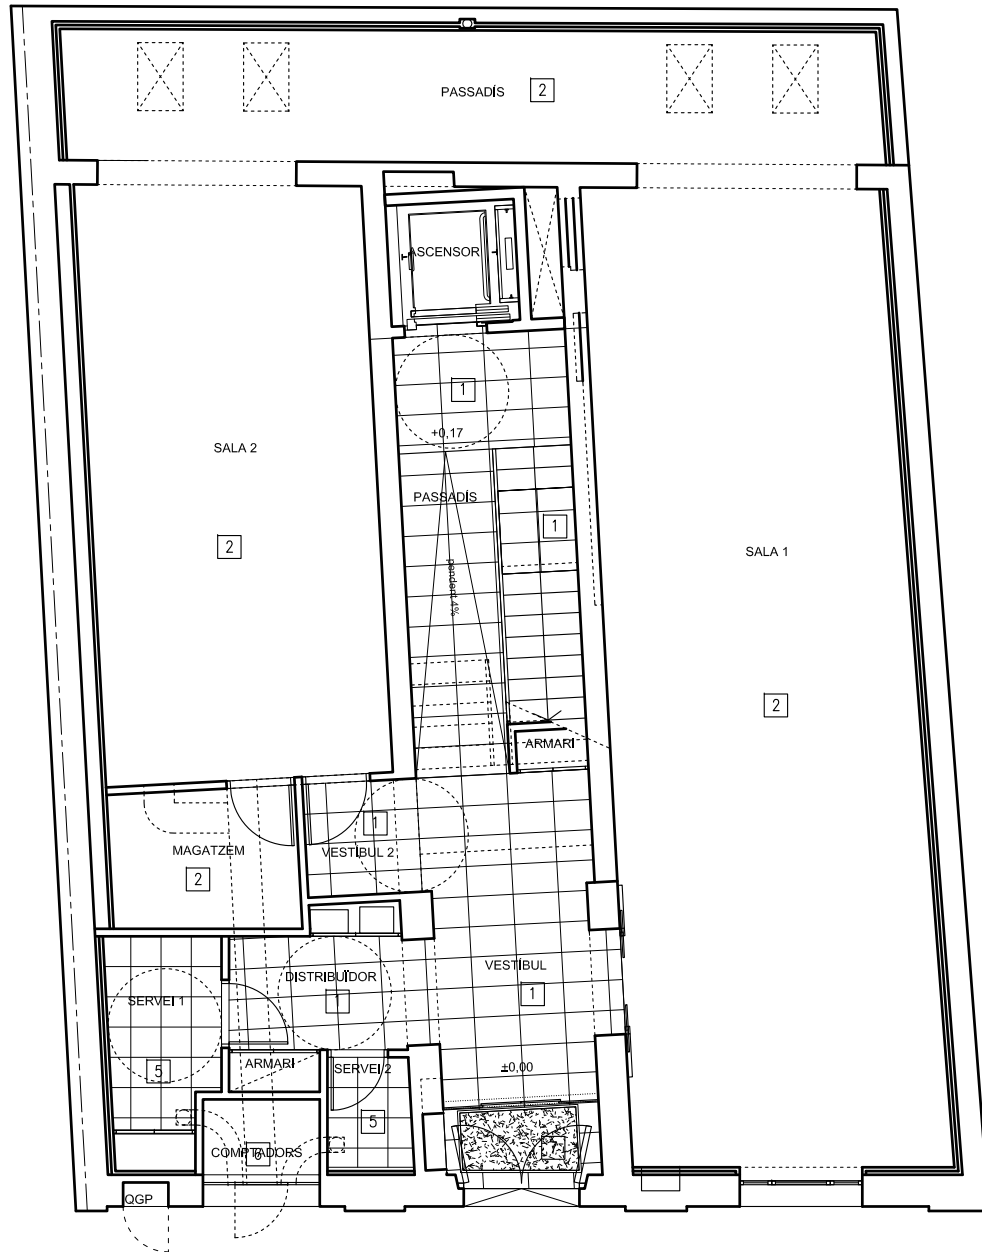 PASSADÍS 2
ASCENSOR
1
+0,17
SALA 2
PASSADÍS
1
2
SALA 1
pendent 4%
2
ARMARI
1
MAGATZEM
VESTÍBUL 2
2
DISTRIBUÏDOR
VESTÍBUL
SERVEI 1
1
1
ARMARI
SERVEI 2
±0,00
5
5
COMPTADORS
6
QGP